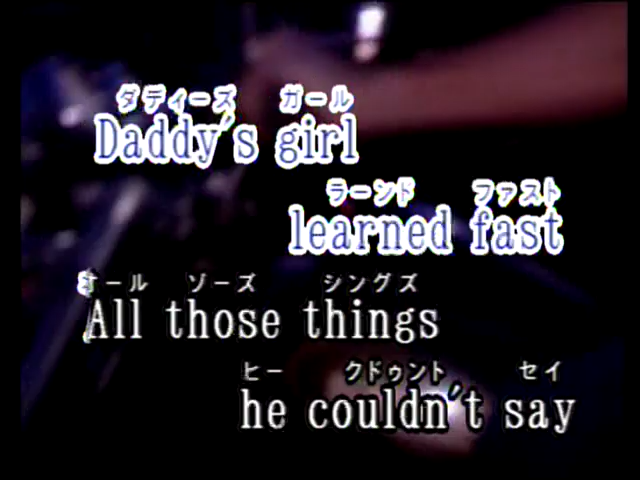 ダディーズ ガール
Daddy's girl
ラーンド ファスト
learned fast
オール ゾーズ シングズ
All those things
ヒー クドゥント セイ
he couldn't say